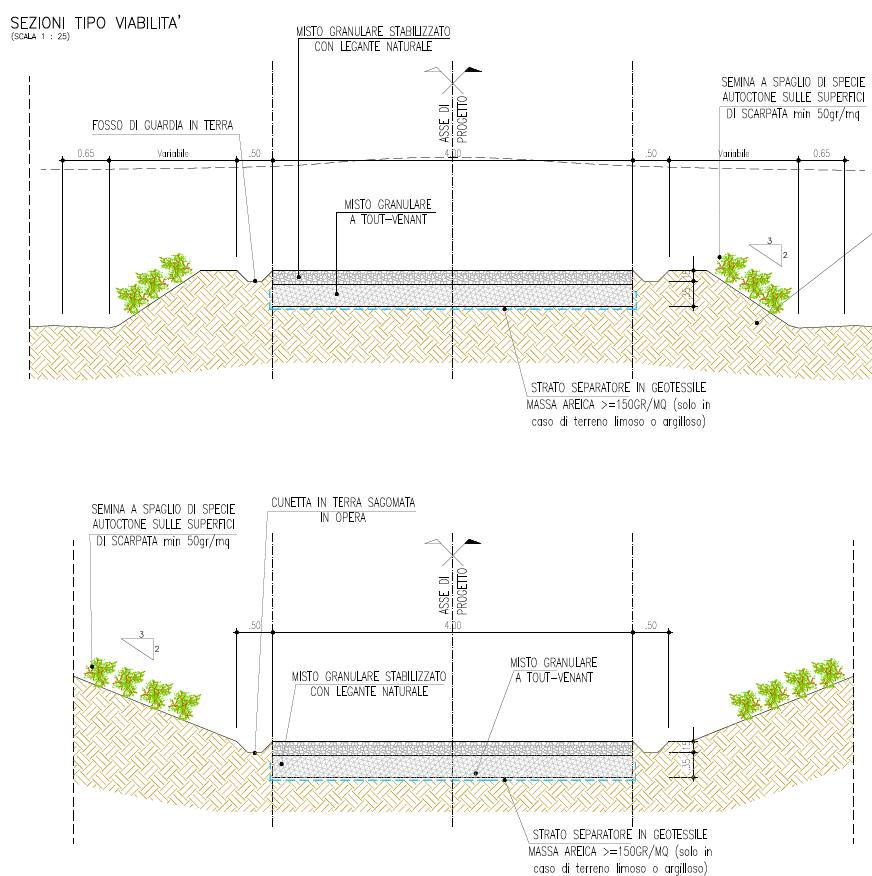 SEZIONI TIPO VIABILITA'
(SCALA 1 : 25)
MISTO GRANULARE STABILIZZATO
CON LEGANTE NATURALE
SEMINA A SPAGLIO DI SPECIE
AUTOCTONE SULLE SUPERFICI
DI SCARPATA min 50gr/mq
FOSSO DI GUARDIA IN TERRA
ASSE DI
PROGETTO
0.65
Variabile
.50
4.00
.50
Variabile
0.65
MISTO GRANULARE
A TOUT-VENANT
3
2
STRATO SEPARATORE IN GEOTESSILE
MASSA AREICA >=150GR/MQ (solo in
caso di terreno limoso o argilloso)
SEMINA A SPAGLIO DI SPECIE
AUTOCTONE SULLE SUPERFICI
DI SCARPATA min 50gr/mq
CUNETTA IN TERRA SAGOMATA
IN OPERA
ASSE DI
PROGETTO
.50
4.00
.50
3
2
MISTO GRANULARE STABILIZZATO
CON LEGANTE NATURALE
MISTO GRANULARE
A TOUT-VENANT
.15
.35
STRATO SEPARATORE IN GEOTESSILE
MASSA AREICA >=150GR/MQ (solo in
caso di terreno limoso o argilloso)